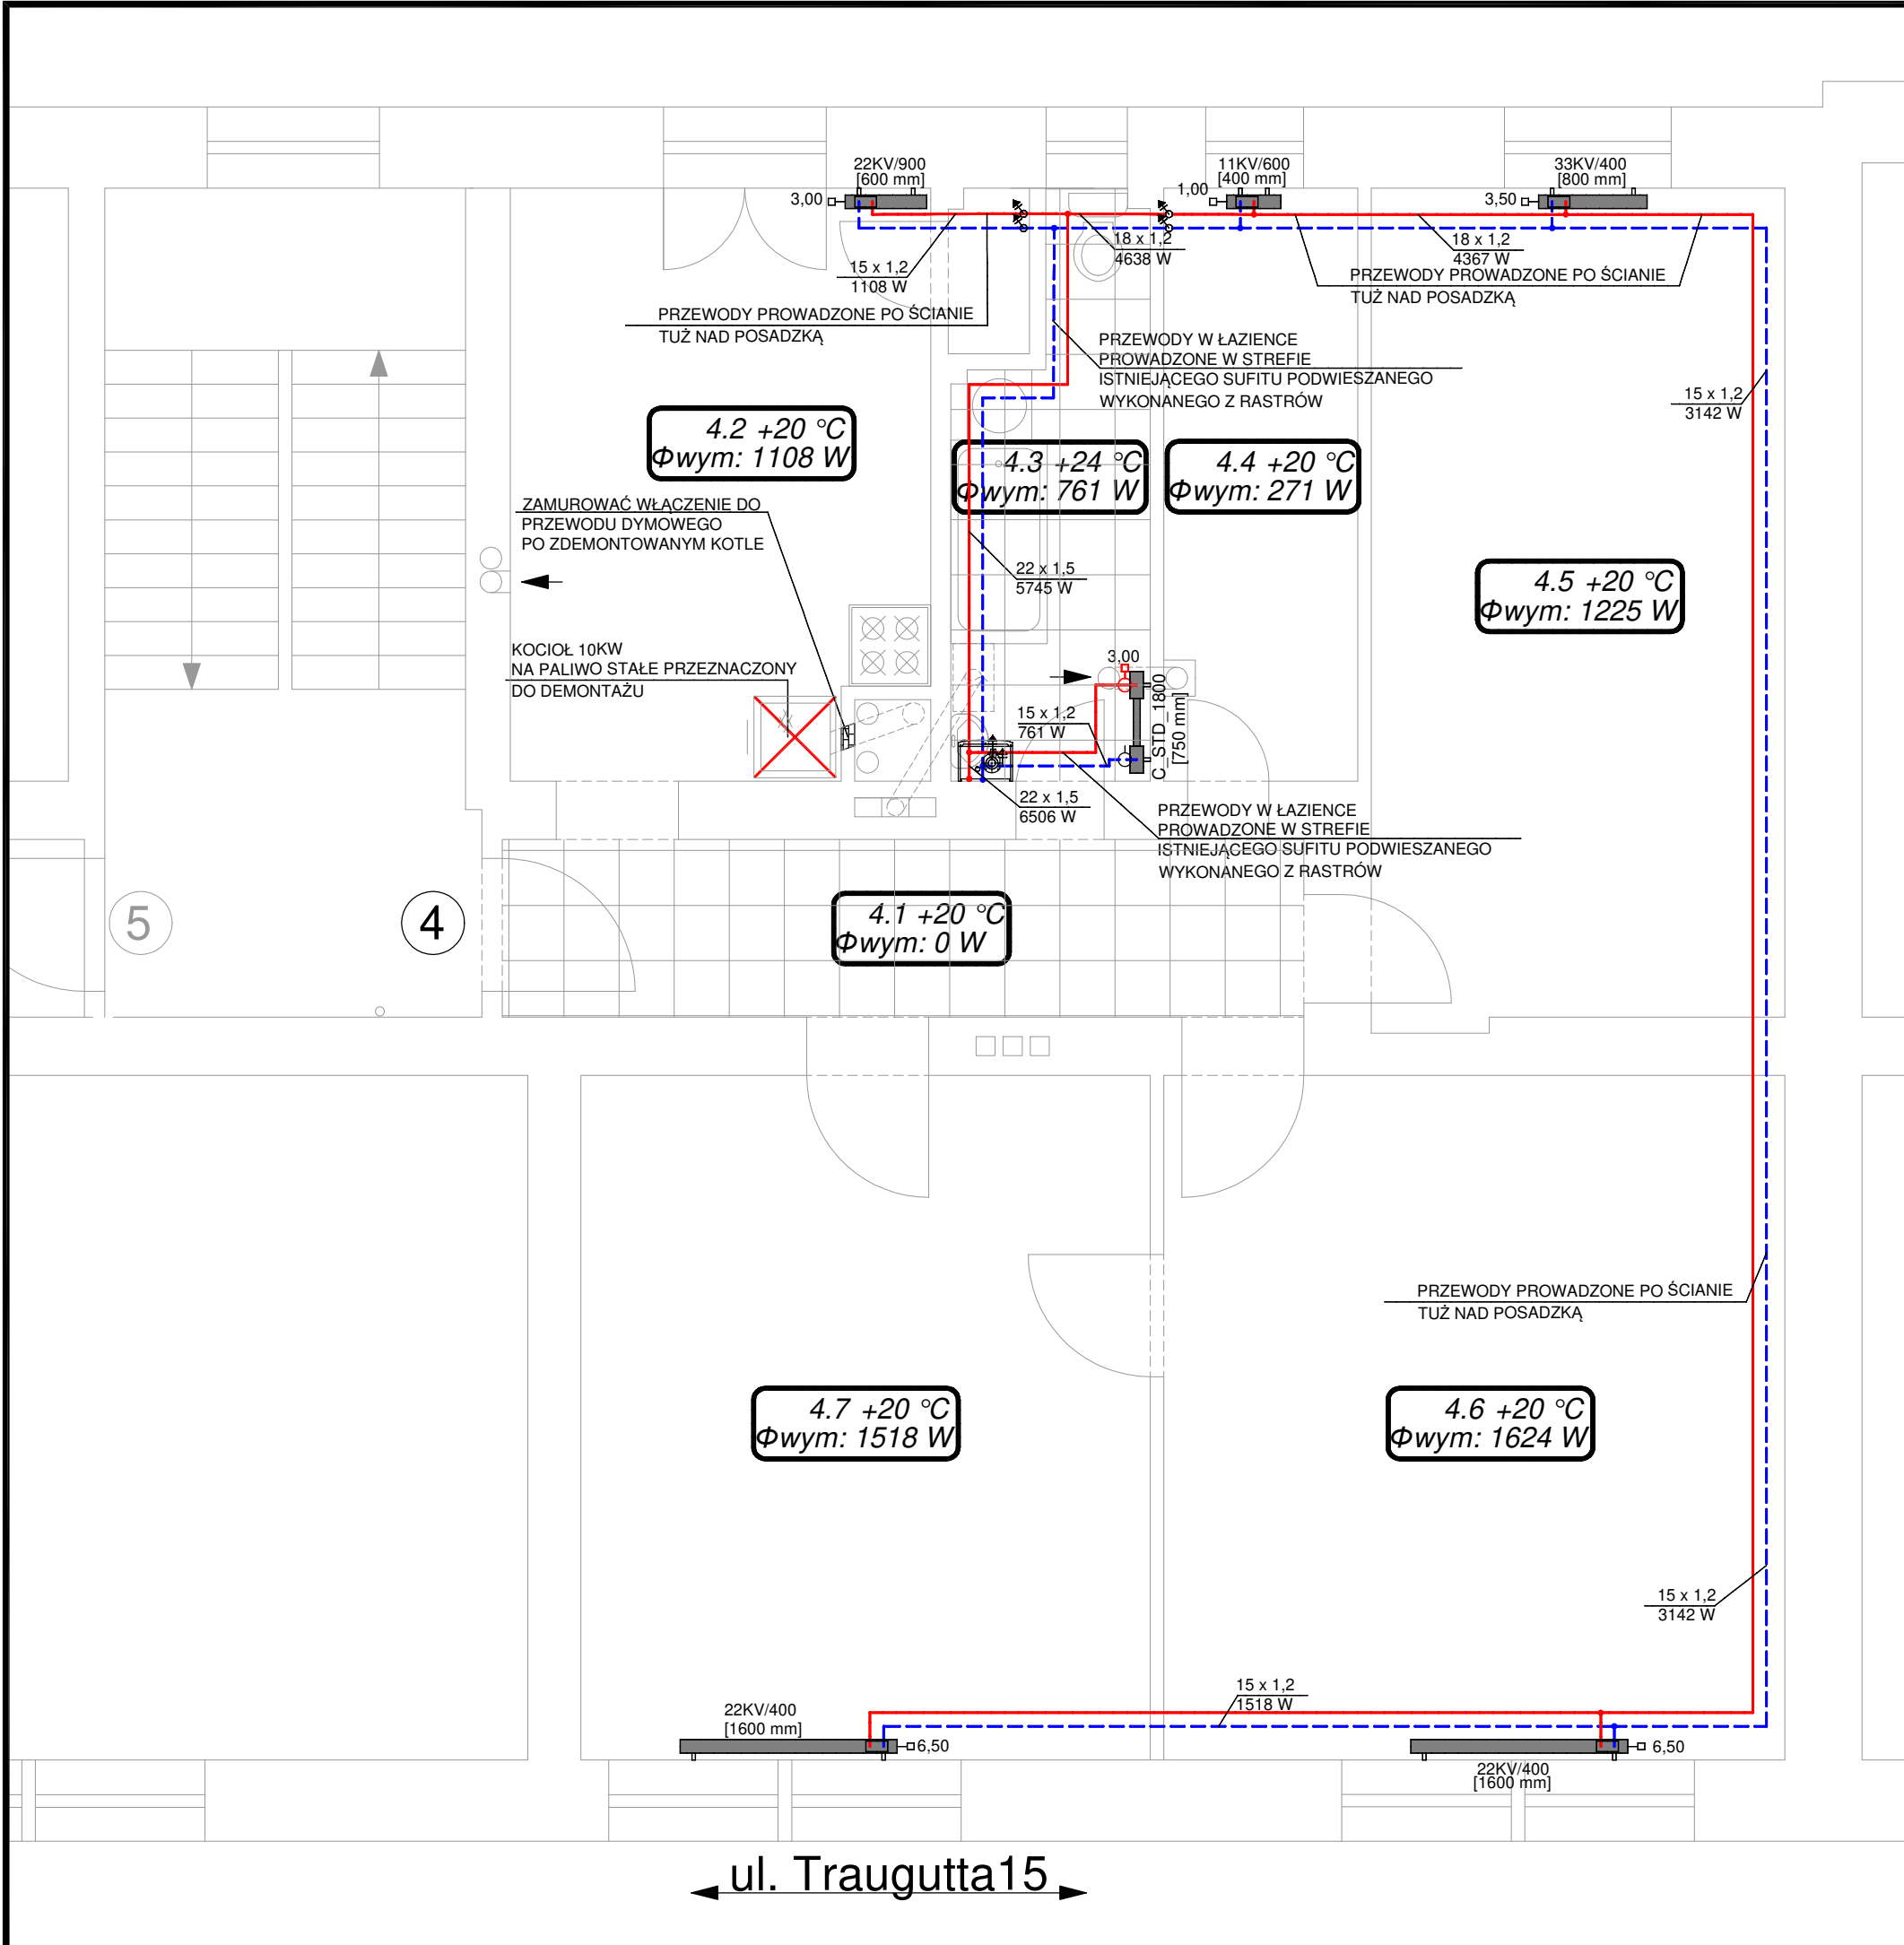 22KV/900
[600 mm]
3,00
11KV/600
[400 mm]
1,00
33KV/400
[800 mm]
3,50
15 x 1,2
1108 W
18 x 1,2
4638 W
18 x 1,2
4367 W
PRZEWODY PROWADZONE PO ŚCIANIE
TUŻ NAD POSADZKĄ
PRZEWODY PROWADZONE PO ŚCIANIE
TUŻ NAD POSADZKĄ
PRZEWODY W ŁAZIENCE
PROWADZONE W STREFIE
ISTNIEJĄCEGO SUFITU PODWIESZANEGO
WYKONANEGO Z RASTRÓW
15 x 1,2
3142 W
4.2 +20 °C
Φwym: 1108 W
4.3 +24 °C
Φwym: 761 W
4.4 +20 °C
Φwym: 271 W
ZAMUROWAĆ WŁĄCZENIE DO
PRZEWODU DYMOWEGO
PO ZDEMONTOWANYM KOTLE
22 x 1,5
5745 W
4.5 +20 °C
Φwym: 1225 W
KOCIOŁ 10KW
NA PALIWO STAŁE PRZEZNACZONY
DO DEMONTAŻU
3,00
15 x 1,2
761 W
C_STD_1800
[750 mm]
22 x 1,5
6506 W
PRZEWODY W ŁAZIENCE
PROWADZONE W STREFIE
ISTNIEJĄCEGO SUFITU PODWIESZANEGO
WYKONANEGO Z RASTRÓW
5
4
4.1 +20 °C
Φwym: 0 W
PRZEWODY PROWADZONE PO ŚCIANIE
TUŻ NAD POSADZKĄ
4.7 +20 °C
Φwym: 1518 W
4.6 +20 °C
Φwym: 1624 W
15 x 1,2
3142 W
15 x 1,2
1518 W
22KV/400
[1600 mm]
6,50
6,50
22KV/400
[1600 mm]
ul. Traugutta15